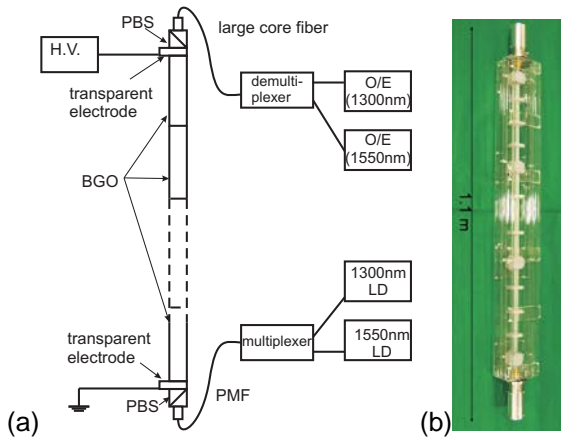 PBS
large core fiber
H.V.
transparent
electrode
demulti-
plexer
O/E
(1300nm)
O/E
(1550nm)
BGO
1.1 m
1300nm
LD
transparent
electrode
multiplexer
1550nm
LD
PBS
PMF
(a)
(b)